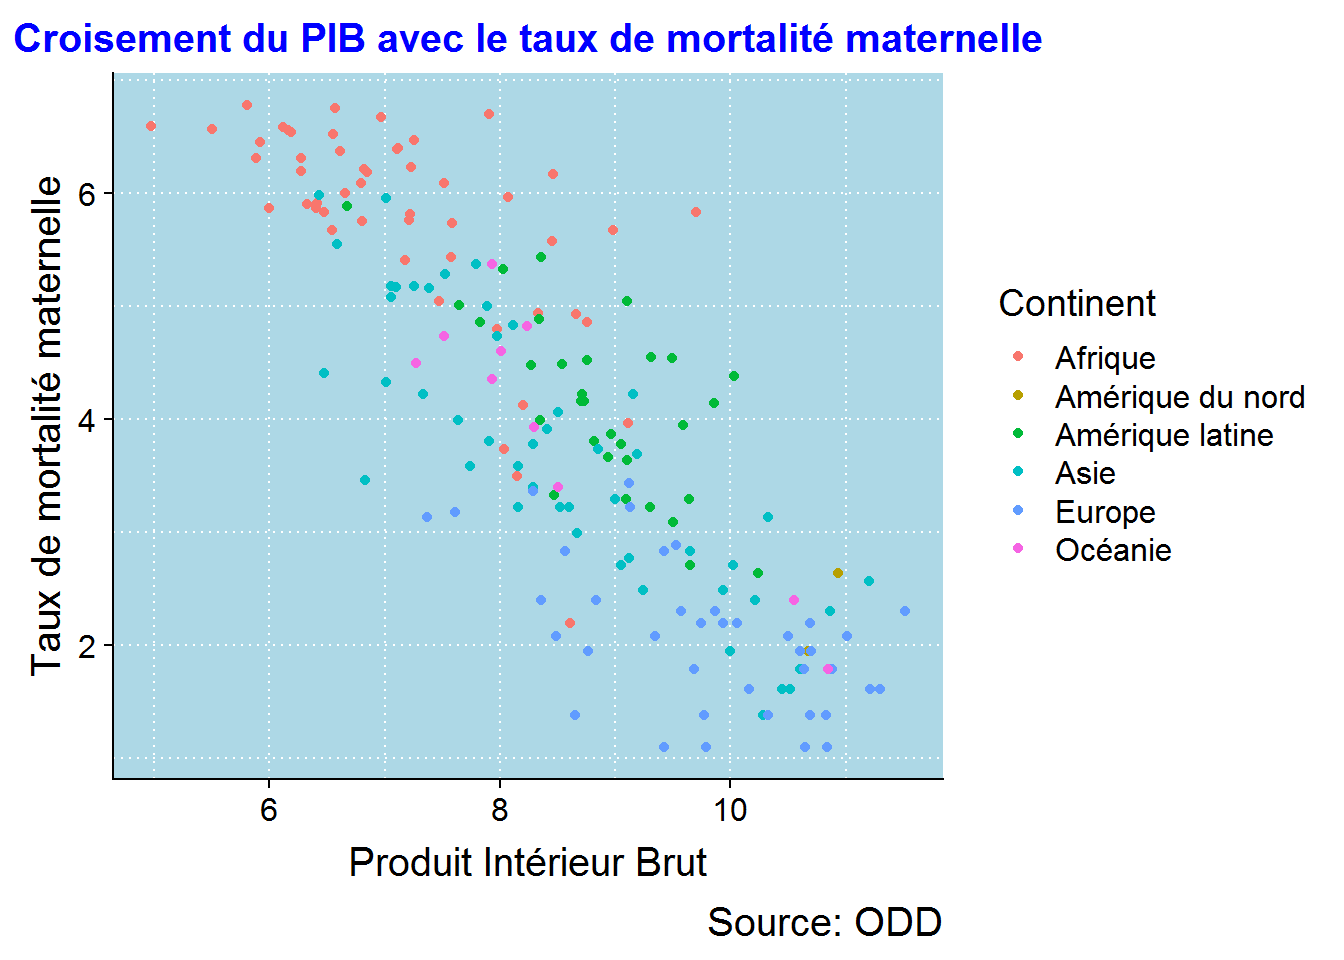 Croisement du PIB avec le taux de mortalité maternelle
Taux de mortalité maternelle
6
4
2
6
8
10
Produit Intérieur Brut
Source: ODD
Continent
Afrique
Amérique du nord
Amérique latine
Asie
Europe
Océanie